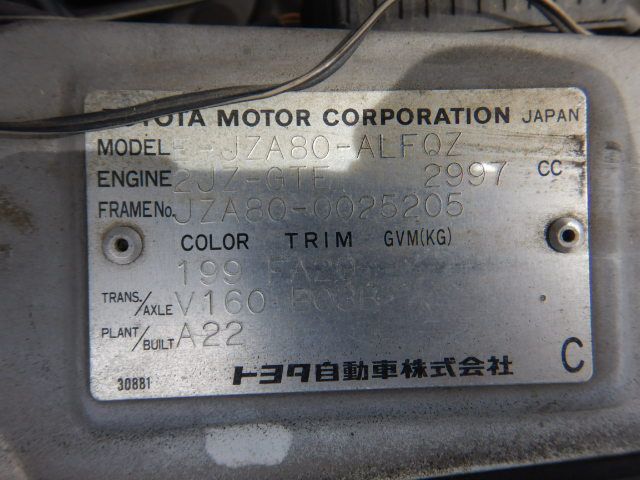 TOYOTA MOTOR CORPORATION JAPAN
MODEL E-JZA80-ALFQZ
ENGINE 2JZ-GTE 2997 CC
FRAME No. JZA80-0025205
COLOR TRIM GVM(KG)
199 FA20
TRANS./AXLE V160 B03B
PLANT/BUILT A22
30881 トヨタ自動車株式会社 C